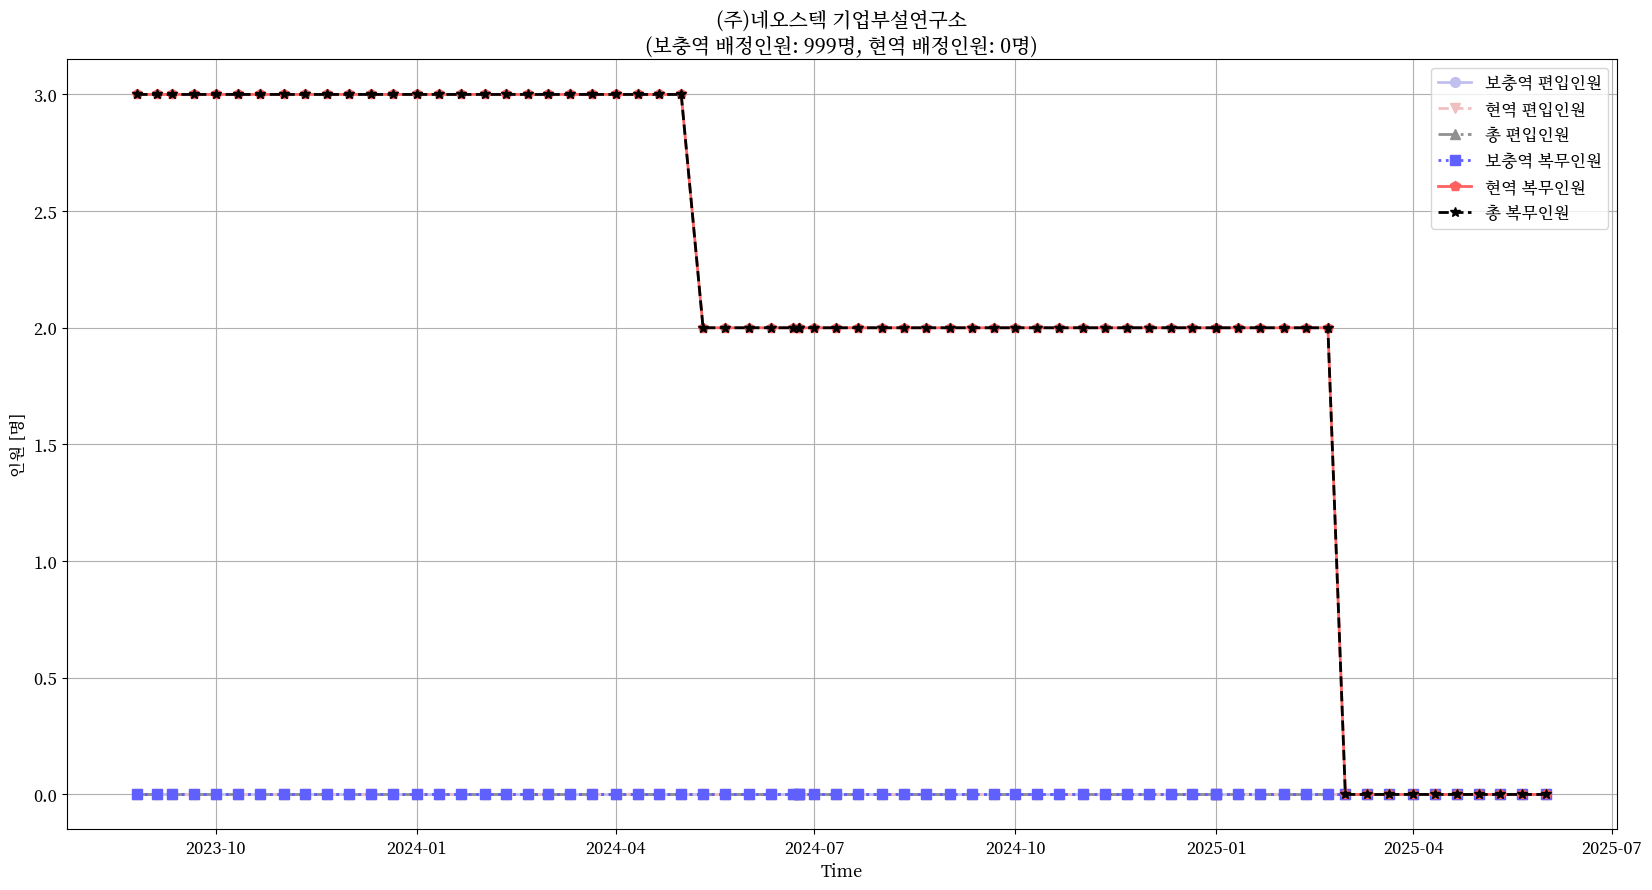 (주)네오스텍 기업부설연구소
(보충역 배정인원: 999명, 현역 배정인원: 0명)
보충역 편입인원
현역 편입인원
총 편입인원
보충역 복무인원
현역 복무인원
총 복무인원
인원 [명]
3.0
2.5
2.0
1.5
1.0
0.5
0.0
2023-10
2024-01
2024-04
2024-07
2024-10
2025-01
2025-04
2025-07
Time